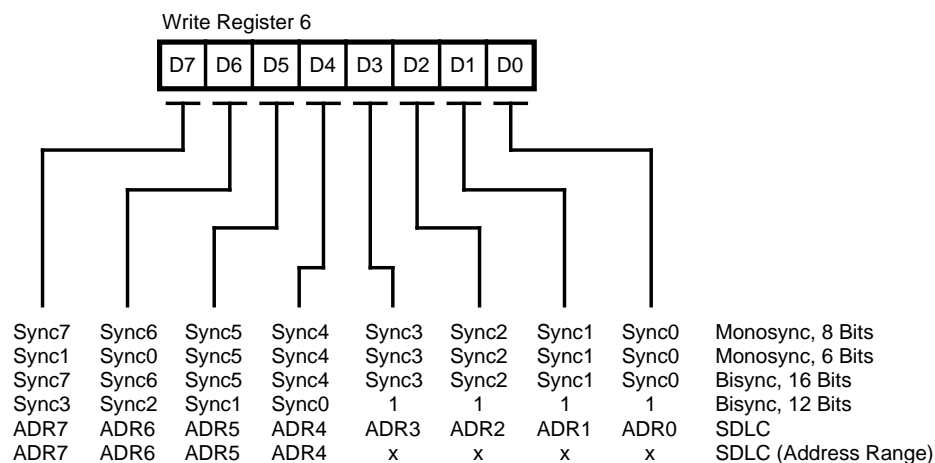 Write Register 6
D7 D6 D5 D4 D3 D2 D1 D0
Sync7 Sync6 Sync5 Sync4 Sync3 Sync2 Sync1 Sync0 Monosync, 8 Bits
Sync1 Sync0 Sync5 Sync4 Sync3 Sync2 Sync1 Sync0 Monosync, 6 Bits
Sync7 Sync6 Sync5 Sync4 Sync3 Sync2 Sync1 Sync0 Bisync, 16 Bits
Sync3 Sync2 Sync1 Sync0 1 1 1 1 Bisync, 12 Bits
ADR7 ADR6 ADR5 ADR4 ADR3 ADR2 ADR1 ADR0 SDLC
ADR7 ADR6 ADR5 ADR4 x x x x SDLC (Address Range)